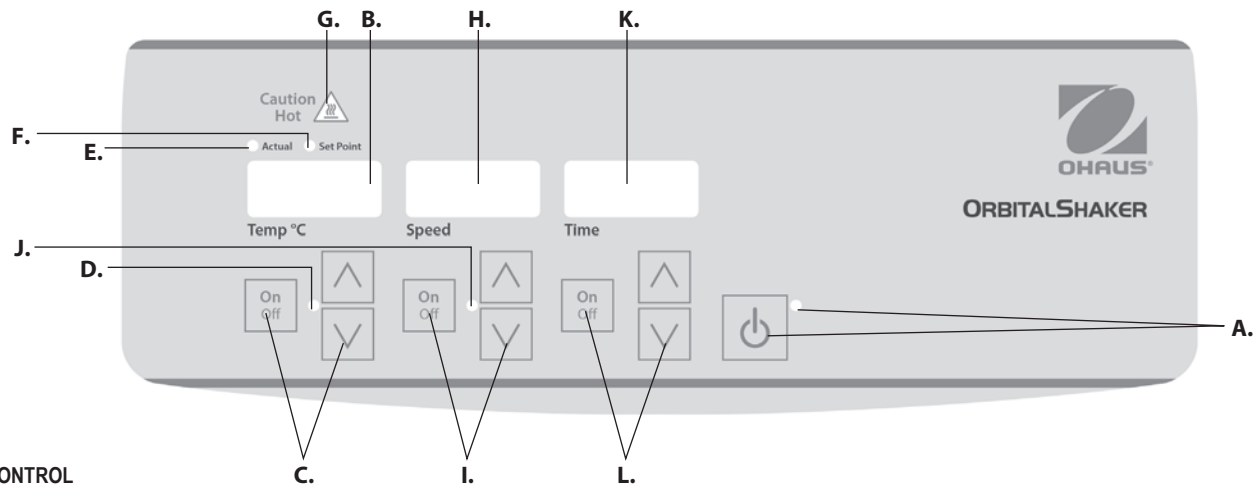 G. B. H. K.
Caution
Hot
F.
E.
Actual Set Point
OHAUS®
ORBITALSHAKER
Temp °C Speed Time
J.
D.
On
Off
On
Off
On
Off
A.
ONTROL
C. I. L.